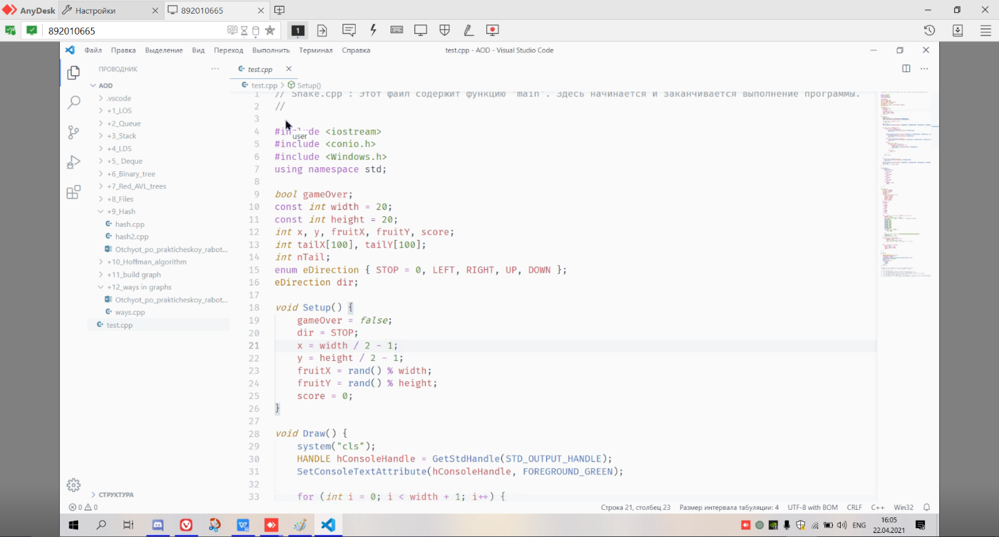 AnyDesk Настройки 892010665
892010665 1
Файл Правка Выделение Вид Переход Выполнить Терминал Справка test.cpp - AOD - Visual Studio Code
ПРОВОДНИК ··· test.cpp
AOD
test.cpp > Setup()
.vscode
+1_LOS
+2_Queue
+3_Stack
+4_LDS
+5_ Deque
+6_Binary_tree
+7_Red_AVL_trees
+8_Files
+9_Hash
hash.cpp
hash2.cpp
Otchyot_po_prakticheskoy_rabot...
+10_Hoffman_algorithm
+11_build graph
+12_ways in graphs
Otchyot_po_prakticheskoy_rabot...
ways.cpp
test.cpp
СТРУКТУРА
1 // Snake.cpp : Этот файл содержит функцию "main". Здесь начинается и заканчивается выполнение программы.
2 //
3
4 #include <iostream>
user
5 #include <conio.h>
6 #include <Windows.h>
7 using namespace std;
8
9 bool gameOver;
10 const int width = 20;
11 const int height = 20;
12 int x, y, fruitX, fruitY, score;
13 int tailX[100], tailY[100];
14 int nTail;
15 enum eDirection { STOP = 0, LEFT, RIGHT, UP, DOWN };
16 eDirection dir;
17
18 void Setup() {
19 gameOver = false;
20 dir = STOP;
21 x = width / 2 - 1;
22 y = height / 2 - 1;
23 fruitX = rand() % width;
24 fruitY = rand() % height;
25 score = 0;
26 }
27
28 void Draw() {
29 system("cls");
30 HANDLE hConsoleHandle = GetStdHandle(STD_OUTPUT_HANDLE);
31 SetConsoleTextAttribute(hConsoleHandle, FOREGROUND_GREEN);
32
33 for (int i = 0; i < width + 1; i++) {
0 0 Строка 21, столбец 23 Размер интервала табуляции: 4 UTF-8 with BOM CRLF C++ Win32
ENG 16:05
22.04.2021